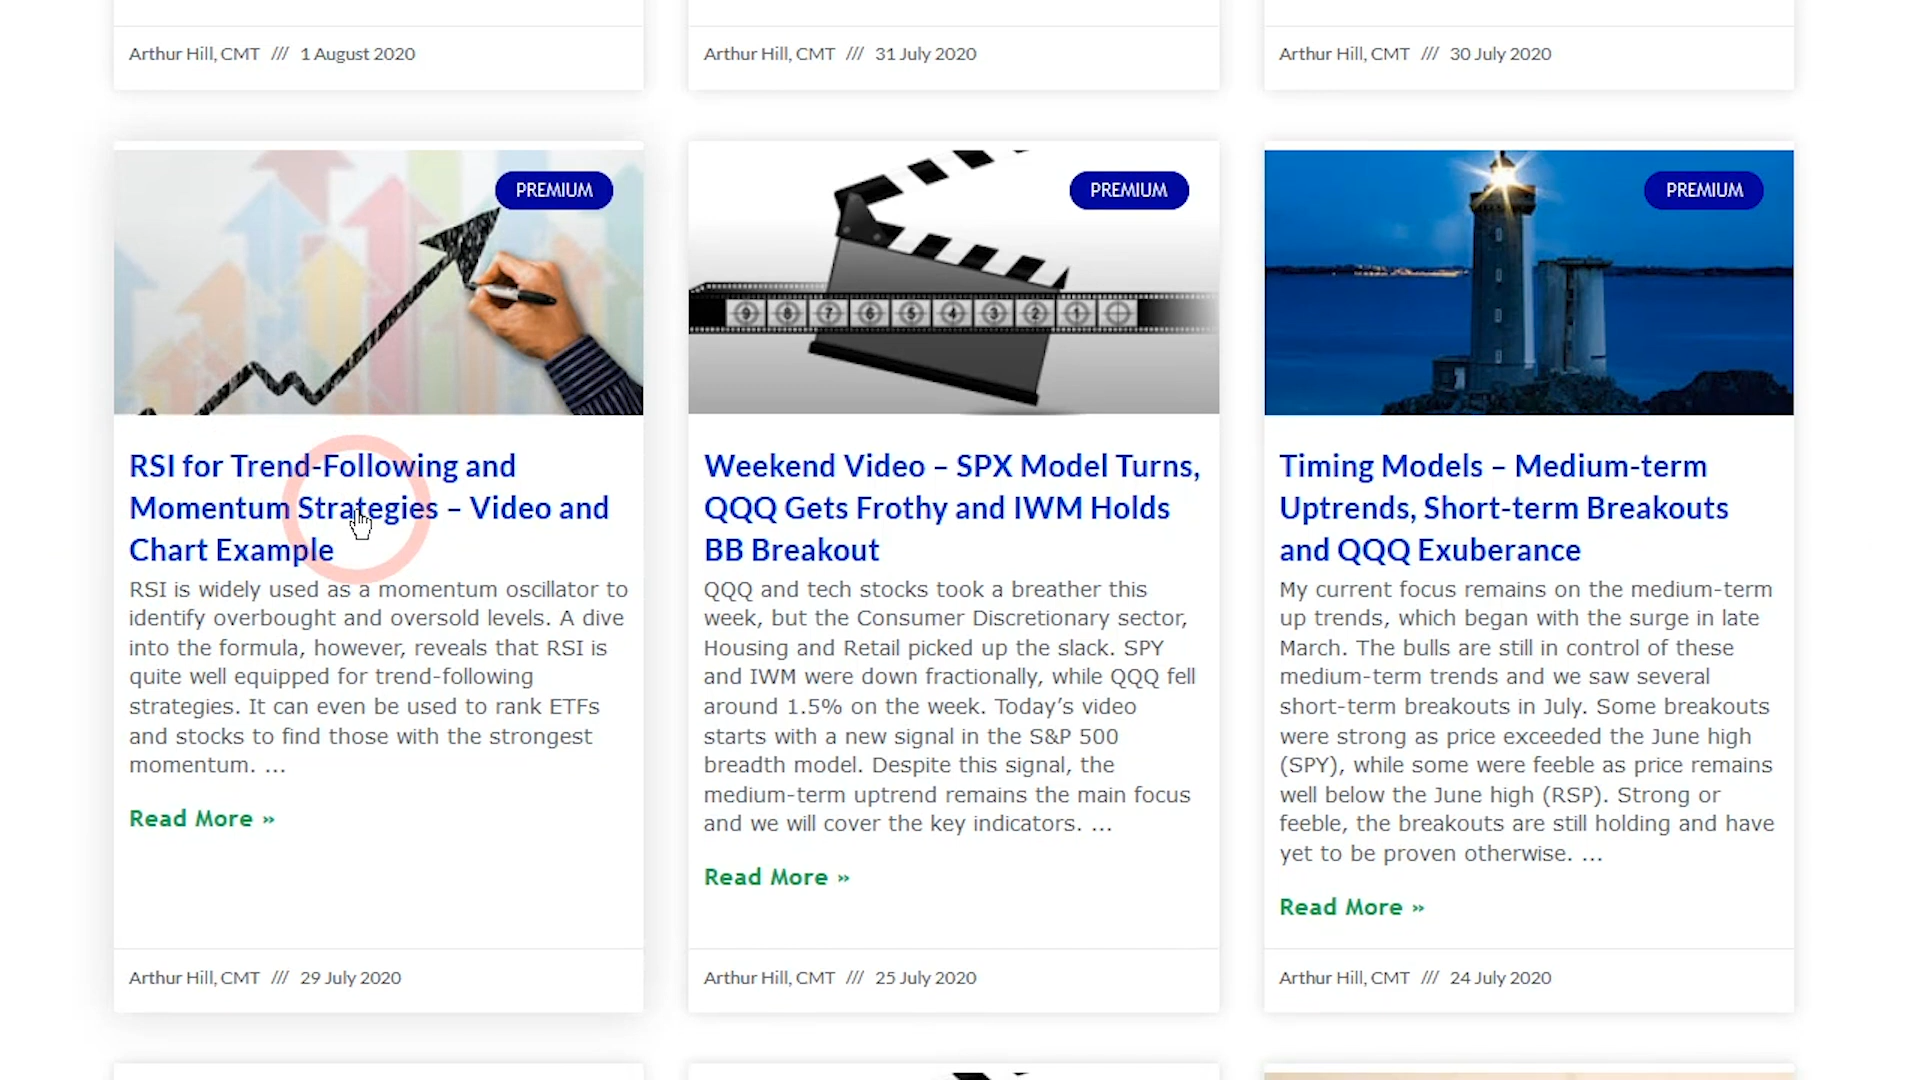 Arthur Hill, CMT /// 1 August 2020
Arthur Hill, CMT /// 31 July 2020
Arthur Hill, CMT /// 30 July 2020
PREMIUM
RSI for Trend-Following and
Momentum Strategies – Video and
Chart Example
RSI is widely used as a momentum oscillator to
identify overbought and oversold levels. A dive
into the formula, however, reveals that RSI is
quite well equipped for trend-following
strategies. It can even be used to rank ETFs
and stocks to find those with the strongest
momentum. ...
Read More »
Arthur Hill, CMT /// 29 July 2020
PREMIUM
9 8 7 6 5 4 3 2 1
Weekend Video – SPX Model Turns,
QQQ Gets Frothy and IWM Holds
BB Breakout
QQQ and tech stocks took a breather this
week, but the Consumer Discretionary sector,
Housing and Retail picked up the slack. SPY
and IWM were down fractionally, while QQQ fell
around 1.5% on the week. Today’s video
starts with a new signal in the S&P 500
breadth model. Despite this signal, the
medium-term uptrend remains the main focus
and we will cover the key indicators. ...
Read More »
Arthur Hill, CMT /// 25 July 2020
PREMIUM
Timing Models – Medium-term
Uptrends, Short-term Breakouts
and QQQ Exuberance
My current focus remains on the medium-term
up trends, which began with the surge in late
March. The bulls are still in control of these
medium-term trends and we saw several
short-term breakouts in July. Some breakouts
were strong as price exceeded the June high
(SPY), while some were feeble as price remains
well below the June high (RSP). Strong or
feeble, the breakouts are still holding and have
yet to be proven otherwise. ...
Read More »
Arthur Hill, CMT /// 24 July 2020